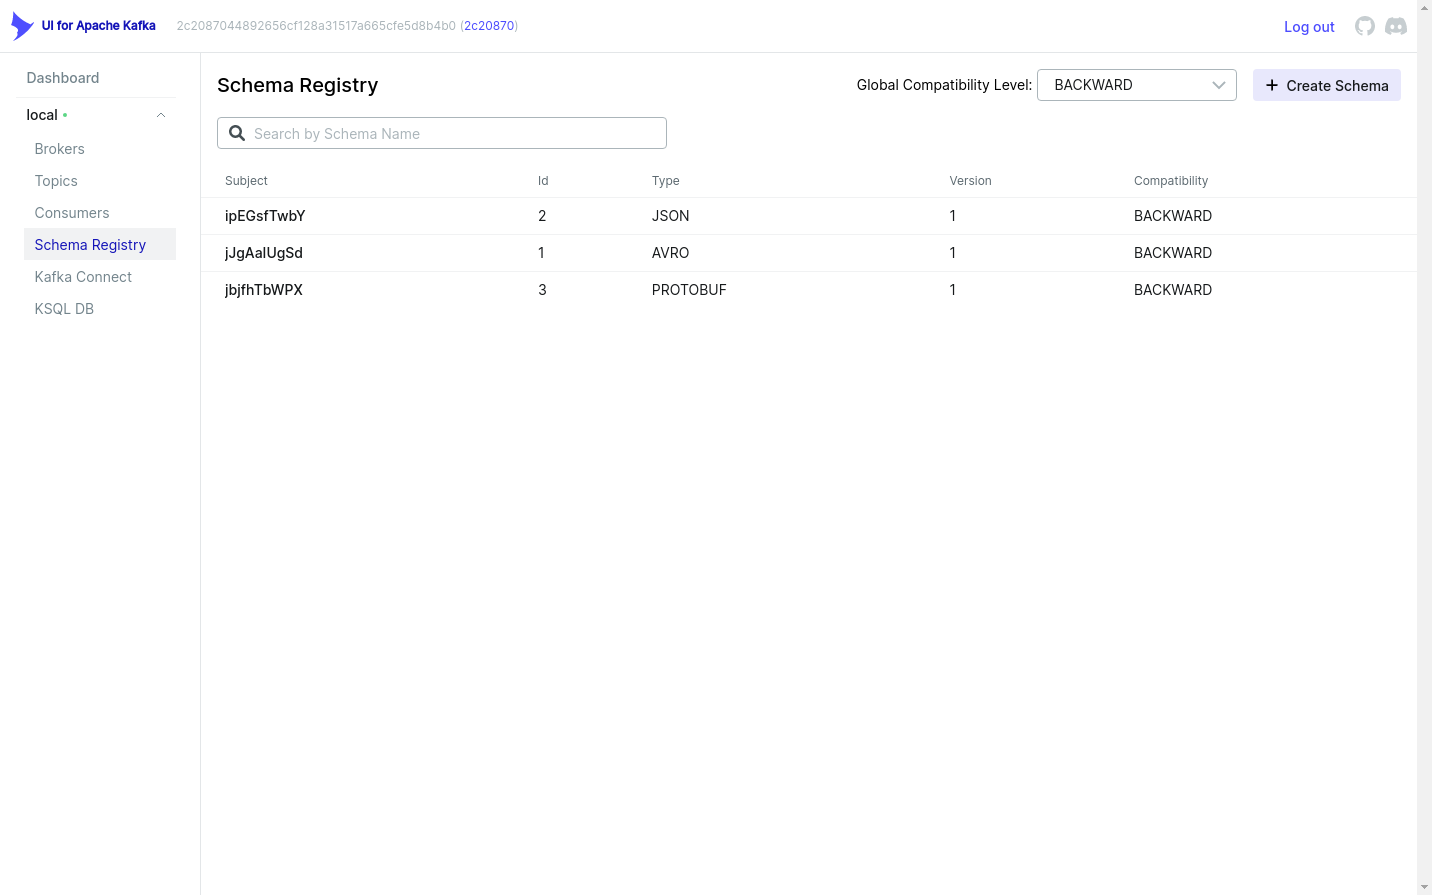 UI for Apache Kafka 2c2087044892656cf128a31517a665cfe5d8b4b0 (2c20870) Log out
Dashboard
local
Brokers
Topics
Consumers
Schema Registry
Kafka Connect
KSQL DB
Schema Registry Global Compatibility Level: BACKWARD Create Schema
Search by Schema Name
Subject Id Type Version Compatibility
ipEGsfTwbY 2 JSON 1 BACKWARD
jJgAalUgSd 1 AVRO 1 BACKWARD
jbjfhTbWPX 3 PROTOBUF 1 BACKWARD